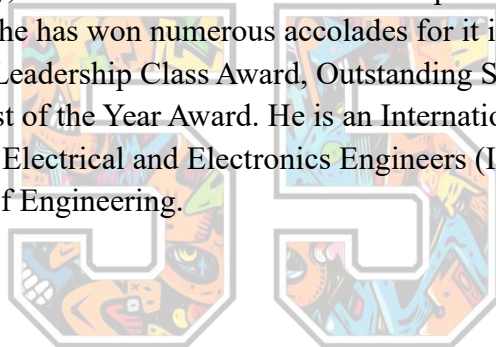 he has won numerous accolades for it i
Leadership Class Award, Outstanding S
st of the Year Award. He is an Internatio
Electrical and Electronics Engineers (I
f Engineering.
55